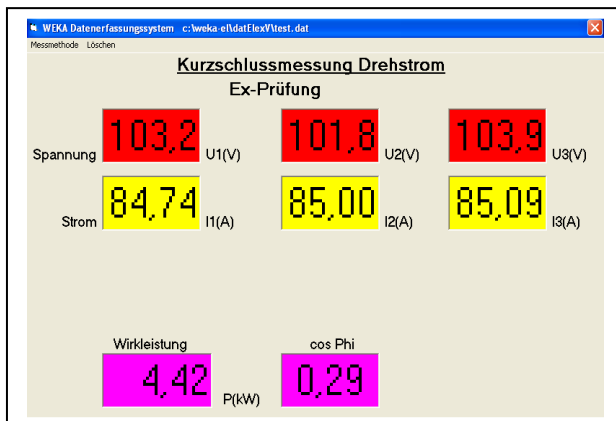 WEKA Datenerfassungssystem c:\weka-el\datElexV\test.dat
Messmethode Löschen
Kurzschlussmessung Drehstrom
Ex-Prüfung
Spannung 103,2 U1(V) 101,8 U2(V) 103,9 U3(V)
Strom 84,74 I1(A) 85,00 I2(A) 85,09 I3(A)
Wirkleistung cos Phi
4,42 P(kW) 0,29